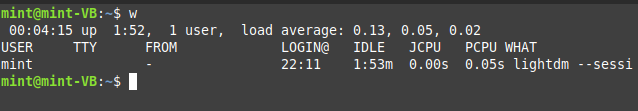 mint@mint-VB:~$ w
 00:04:15 up  1:52,  1 user,  load average: 0.13, 0.05, 0.02
USER     TTY      FROM             LOGIN@   IDLE   JCPU   PCPU WHAT
mint              -                22:11    1:53m  0.00s  0.05s lightdm --sessi
mint@mint-VB:~$